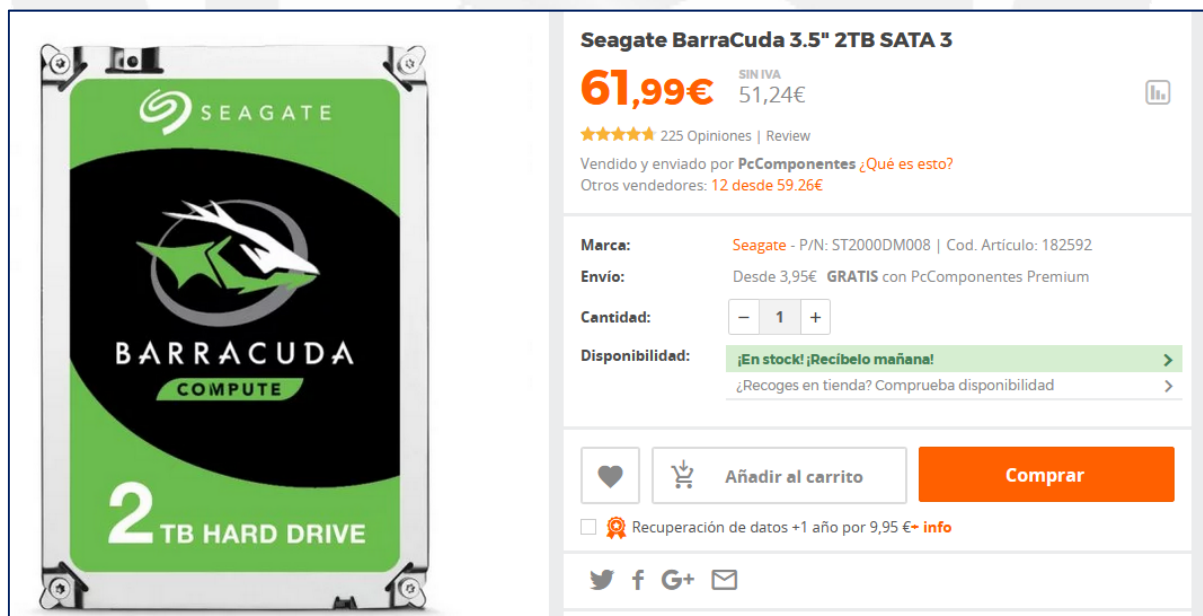 SEAGATE
BARRACUDA
COMPUTE
2 TB HARD DRIVE
Seagate BarraCuda 3.5" 2TB SATA 3
61,99€ SIN IVA 51,24€
225 Opiniones | Review
Vendido y enviado por PcComponentes ¿Qué es esto?
Otros vendedores: 12 desde 59.26€
Marca: Seagate - P/N: ST2000DM008 | Cod. Artículo: 182592
Envío: Desde 3,95€ GRATIS con PcComponentes Premium
Cantidad: − 1 +
Disponibilidad: ¡En stock! ¡Recíbelo mañana!
¿Recoges en tienda? Comprueba disponibilidad
Añadir al carrito Comprar
Recuperación de datos +1 año por 9,95 €+ info
f G+